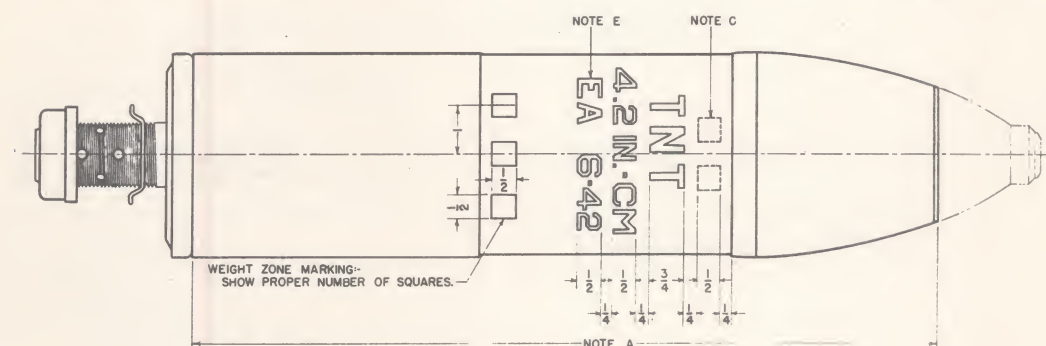 NOTE E
NOTE C
EA 6-42
4.2 IN.-CM
TNT
1
1/2
1/2
WEIGHT ZONE MARKING:-
SHOW PROPER NUMBER OF SQUARES.
1/2 1/2 3/4 1/2
1/4 1/4 1/4 1/4
NOTE A